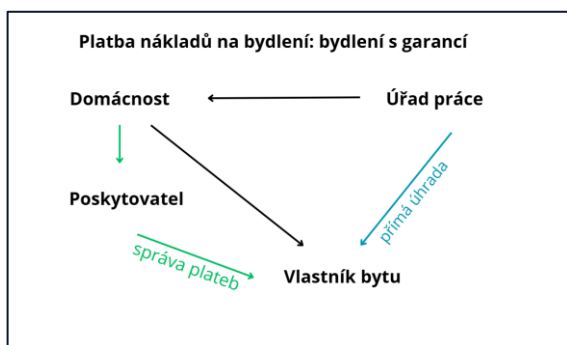 Platba nákladů na bydlení: bydlení s garancí
Domácnost
Úřad práce
Poskytovatel
přímá úhrada
správa plateb
Vlastník bytu